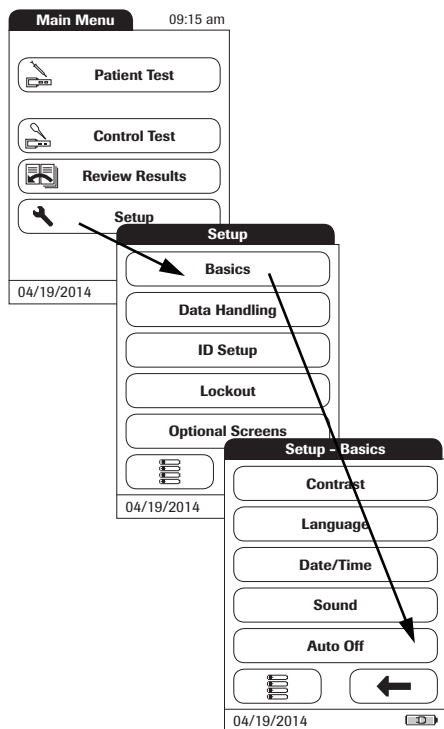 Main Menu 09:15 am
Patient Test
Control Test
Review Results
Setup
04/19/2014
Setup
Basics
Data Handling
ID Setup
Lockout
Optional Screens
04/19/2014
Setup - Basics
Contrast
Language
Date/Time
Sound
Auto Off
04/19/2014